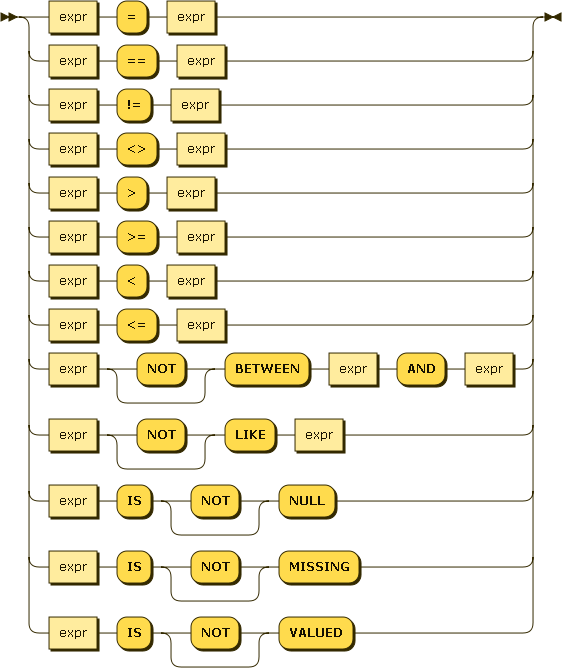 expr = expr
expr == expr
expr != expr
expr <> expr
expr > expr
expr >= expr
expr < expr
expr <= expr
expr NOT BETWEEN expr AND expr
expr NOT LIKE expr
expr IS NOT NULL
expr IS NOT MISSING
expr IS NOT VALUED